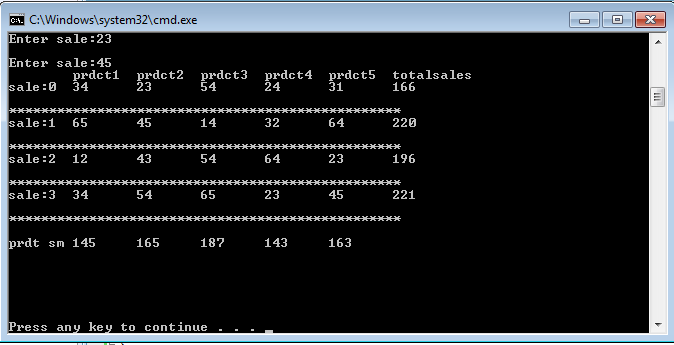 C:\Windows\system32\cmd.exe
Enter sale:23
Enter sale:45
prdct1 prdct2 prdct3 prdct4 prdct5 totalsales
sale:0 34 23 54 24 31 166
*************************************************
sale:1 65 45 14 32 64 220
*************************************************
sale:2 12 43 54 64 23 196
*************************************************
sale:3 34 54 65 23 45 221
*************************************************
prdt sm 145 165 187 143 163
Press any key to continue . . . _